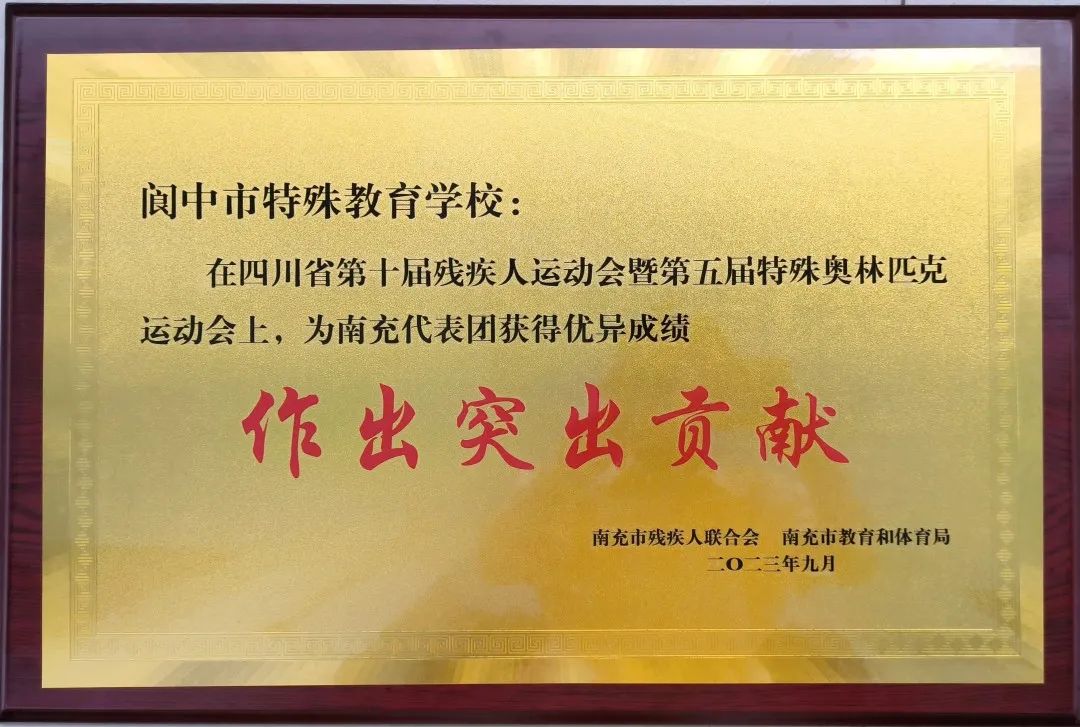 阆中市特殊教育学校：
在四川省第十届残疾人运动会暨第五届特殊奥林匹克
运动会上，为南充代表团获得优异成绩
作出突出贡献
南充市残疾人联合会 南充市教育和体育局
二〇二三年九月